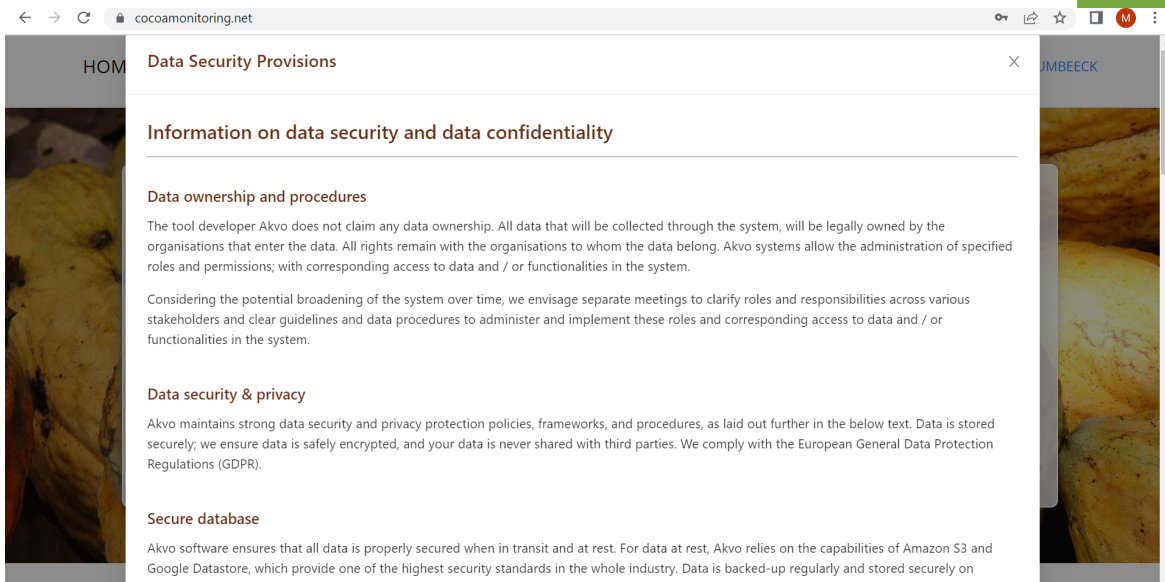 cocoamonitoring.net
M
HOM
Data Security Provisions
UMBEECK
Information on data security and data confidentiality
Data ownership and procedures
The tool developer Akvo does not claim any data ownership. All data that will be collected through the system, will be legally owned by the
organisations that enter the data. All rights remain with the organisations to whom the data belong. Akvo systems allow the administration of specified
roles and permissions; with corresponding access to data and / or functionalities in the system.
Considering the potential broadening of the system over time, we envisage separate meetings to clarify roles and responsibilities across various
stakeholders and clear guidelines and data procedures to administer and implement these roles and corresponding access to data and / or
functionalities in the system.
Data security & privacy
Akvo maintains strong data security and privacy protection policies, frameworks, and procedures, as laid out further in the below text. Data is stored
securely; we ensure data is safely encrypted, and your data is never shared with third parties. We comply with the European General Data Protection
Regulations (GDPR).
Secure database
Akvo software ensures that all data is properly secured when in transit and at rest. For data at rest, Akvo relies on the capabilities of Amazon S3 and
Google Datastore, which provide one of the highest security standards in the whole industry. Data is backed-up regularly and stored securely on